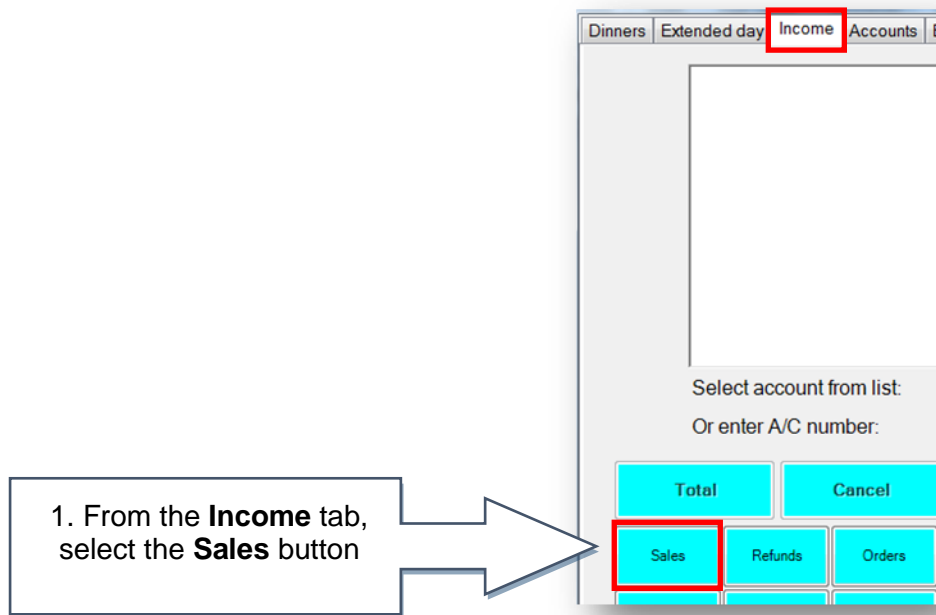 Dinners Extended day Income Accounts
Select account from list:
Or enter A/C number:
Total Cancel
1. From the Income tab,
select the Sales button
Sales Refunds Orders